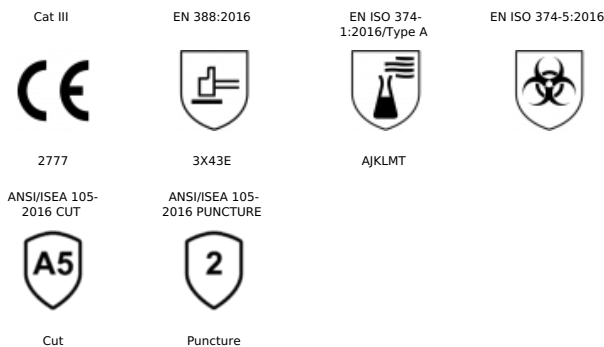 Cat III
EN 388:2016
EN ISO 374-
1:2016/Type A
EN ISO 374-5:2016
CE
2777
3X43E
AJKLMT
ANSI/ISEA 105-
2016 CUT
ANSI/ISEA 105-
2016 PUNCTURE
A5
2
Cut
Puncture